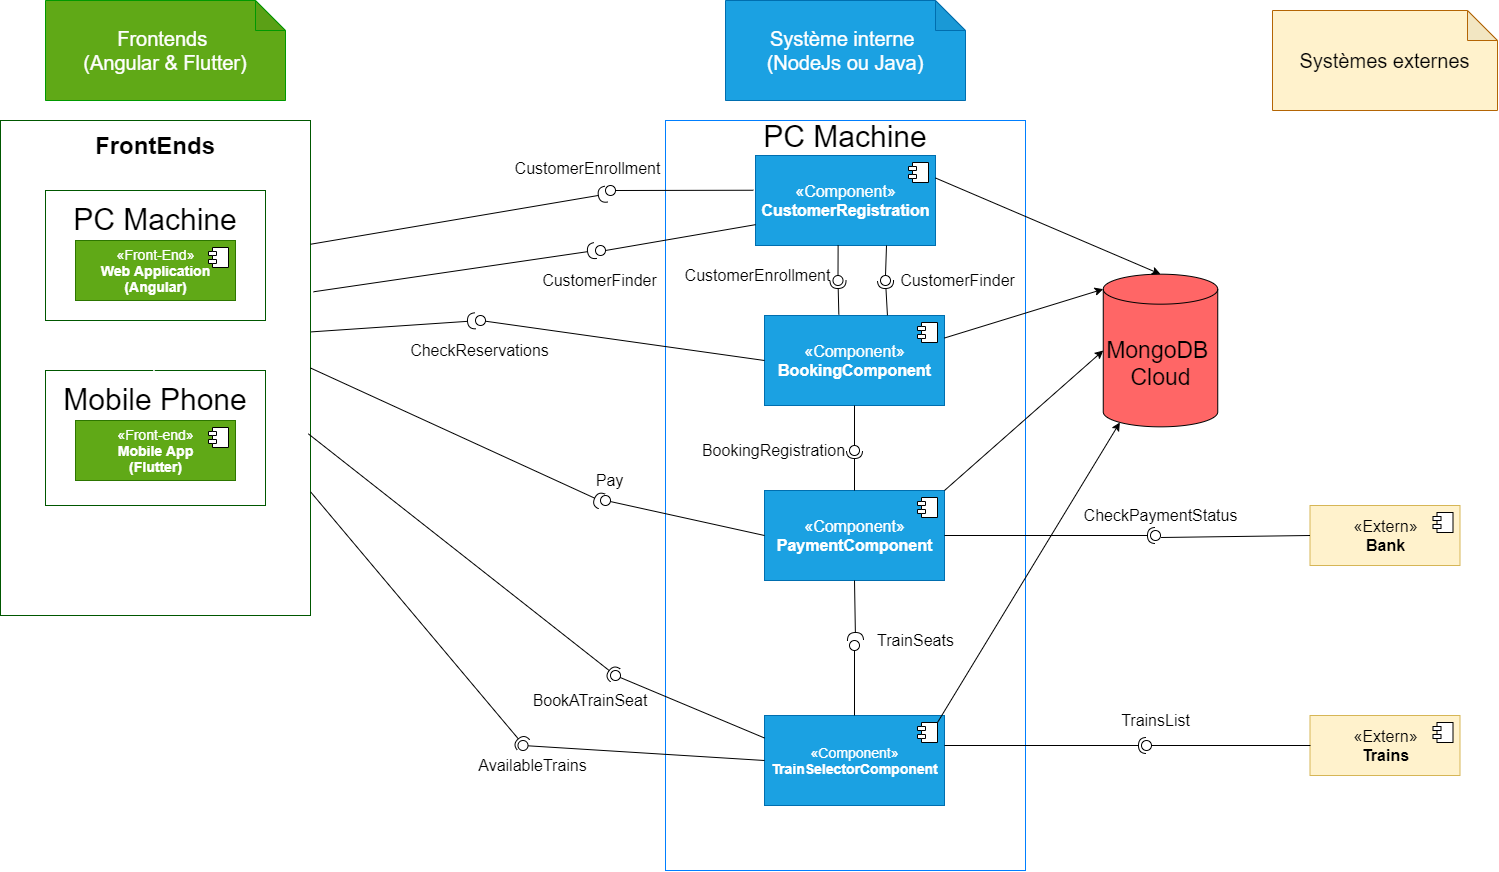 Frontends
(Angular & Flutter)
Système interne
(NodeJs ou Java)
Systèmes externes
FrontEnds
PC Machine
«Front-End»
Web Application
(Angular)
Mobile Phone
«Front-end»
Mobile App
(Flutter)
CustomerEnrollment
CustomerFinder
CheckReservations
Pay
BookATrainSeat
AvailableTrains
PC Machine
«Component»
CustomerRegistration
CustomerEnrollment
CustomerFinder
«Component»
BookingComponent
BookingRegistration
«Component»
PaymentComponent
TrainSeats
«Component»
TrainSelectorComponent
MongoDB
Cloud
CheckPaymentStatus
«Extern»
Bank
TrainsList
«Extern»
Trains